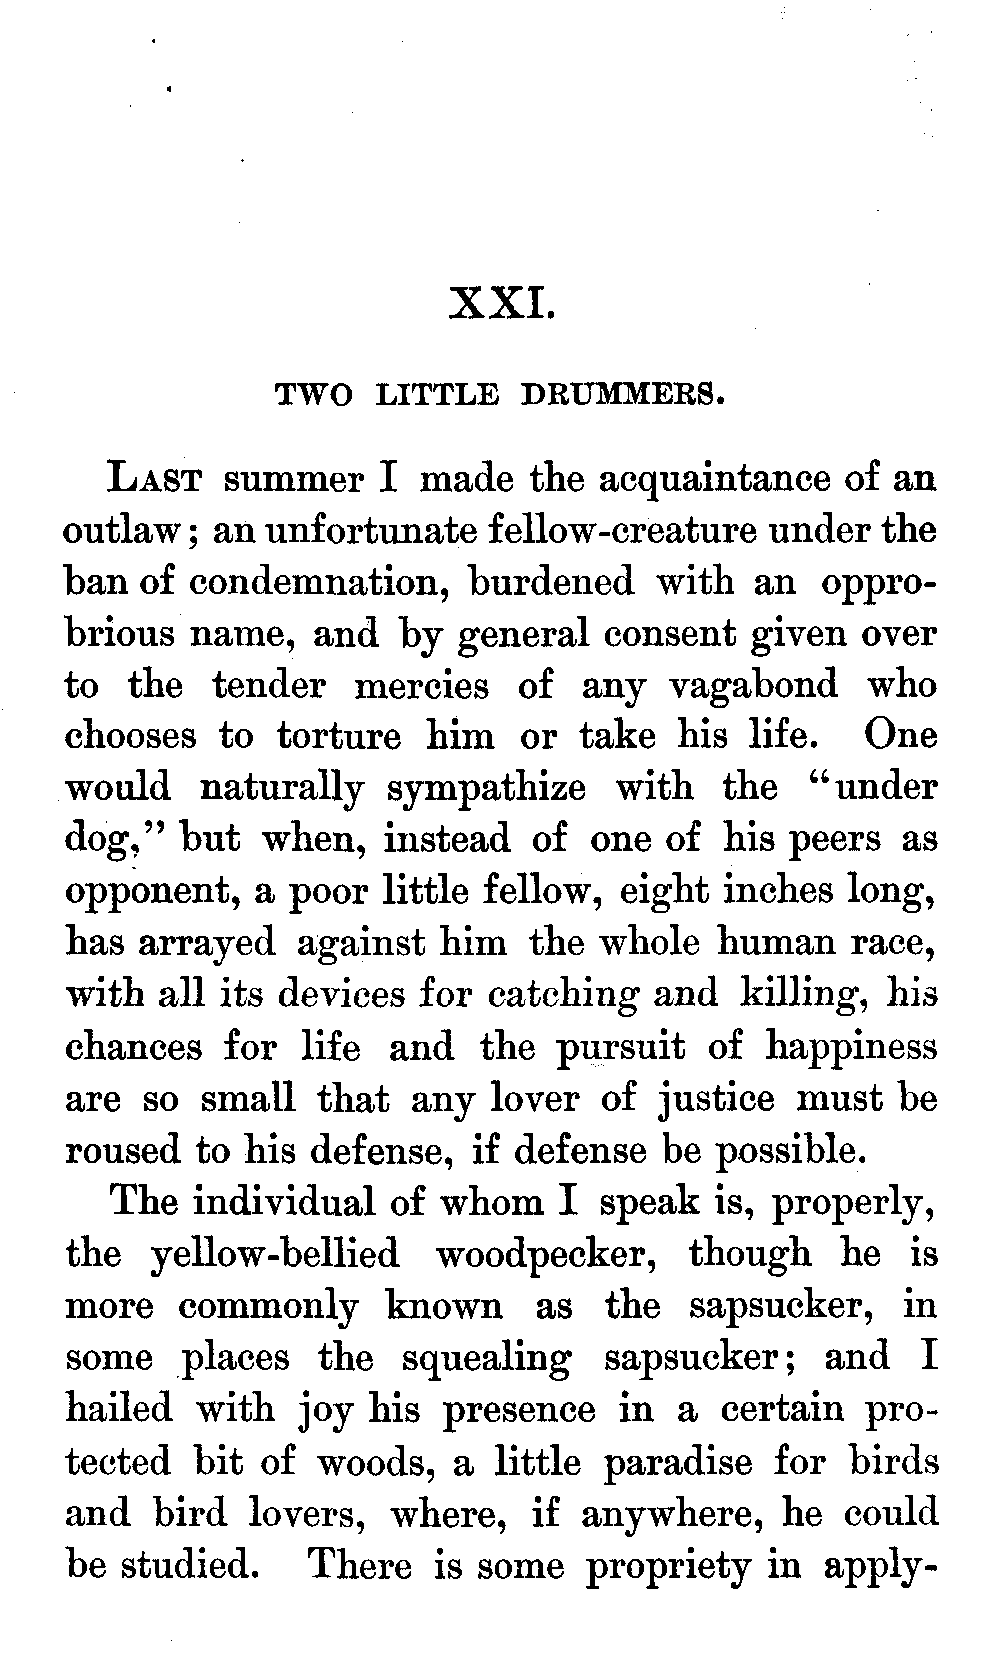 XXI.
TWO LITTLE DRUMMERS.
LAST summer I made the acquaintance of an
outlaw; an unfortunate fellow-creature under the
ban of condemnation, burdened with an oppro-
brious name, and by general consent given over
to the tender mercies of any vagabond who
chooses to torture him or take his life. One
would naturally sympathize with the “under
dog,” but when, instead of one of his peers as
opponent, a poor little fellow, eight inches long,
has arrayed against him the whole human race,
with all its devices for catching and killing, his
chances for life and the pursuit of happiness
are so small that any lover of justice must be
roused to his defense, if defense be possible.
The individual of whom I speak is, properly,
the yellow-bellied woodpecker, though he is
more commonly known as the sapsucker, in
some places the squealing sapsucker; and I
hailed with joy his presence in a certain pro-
tected bit of woods, a little paradise for birds
and bird lovers, where, if anywhere, he could
be studied. There is some propriety in apply-